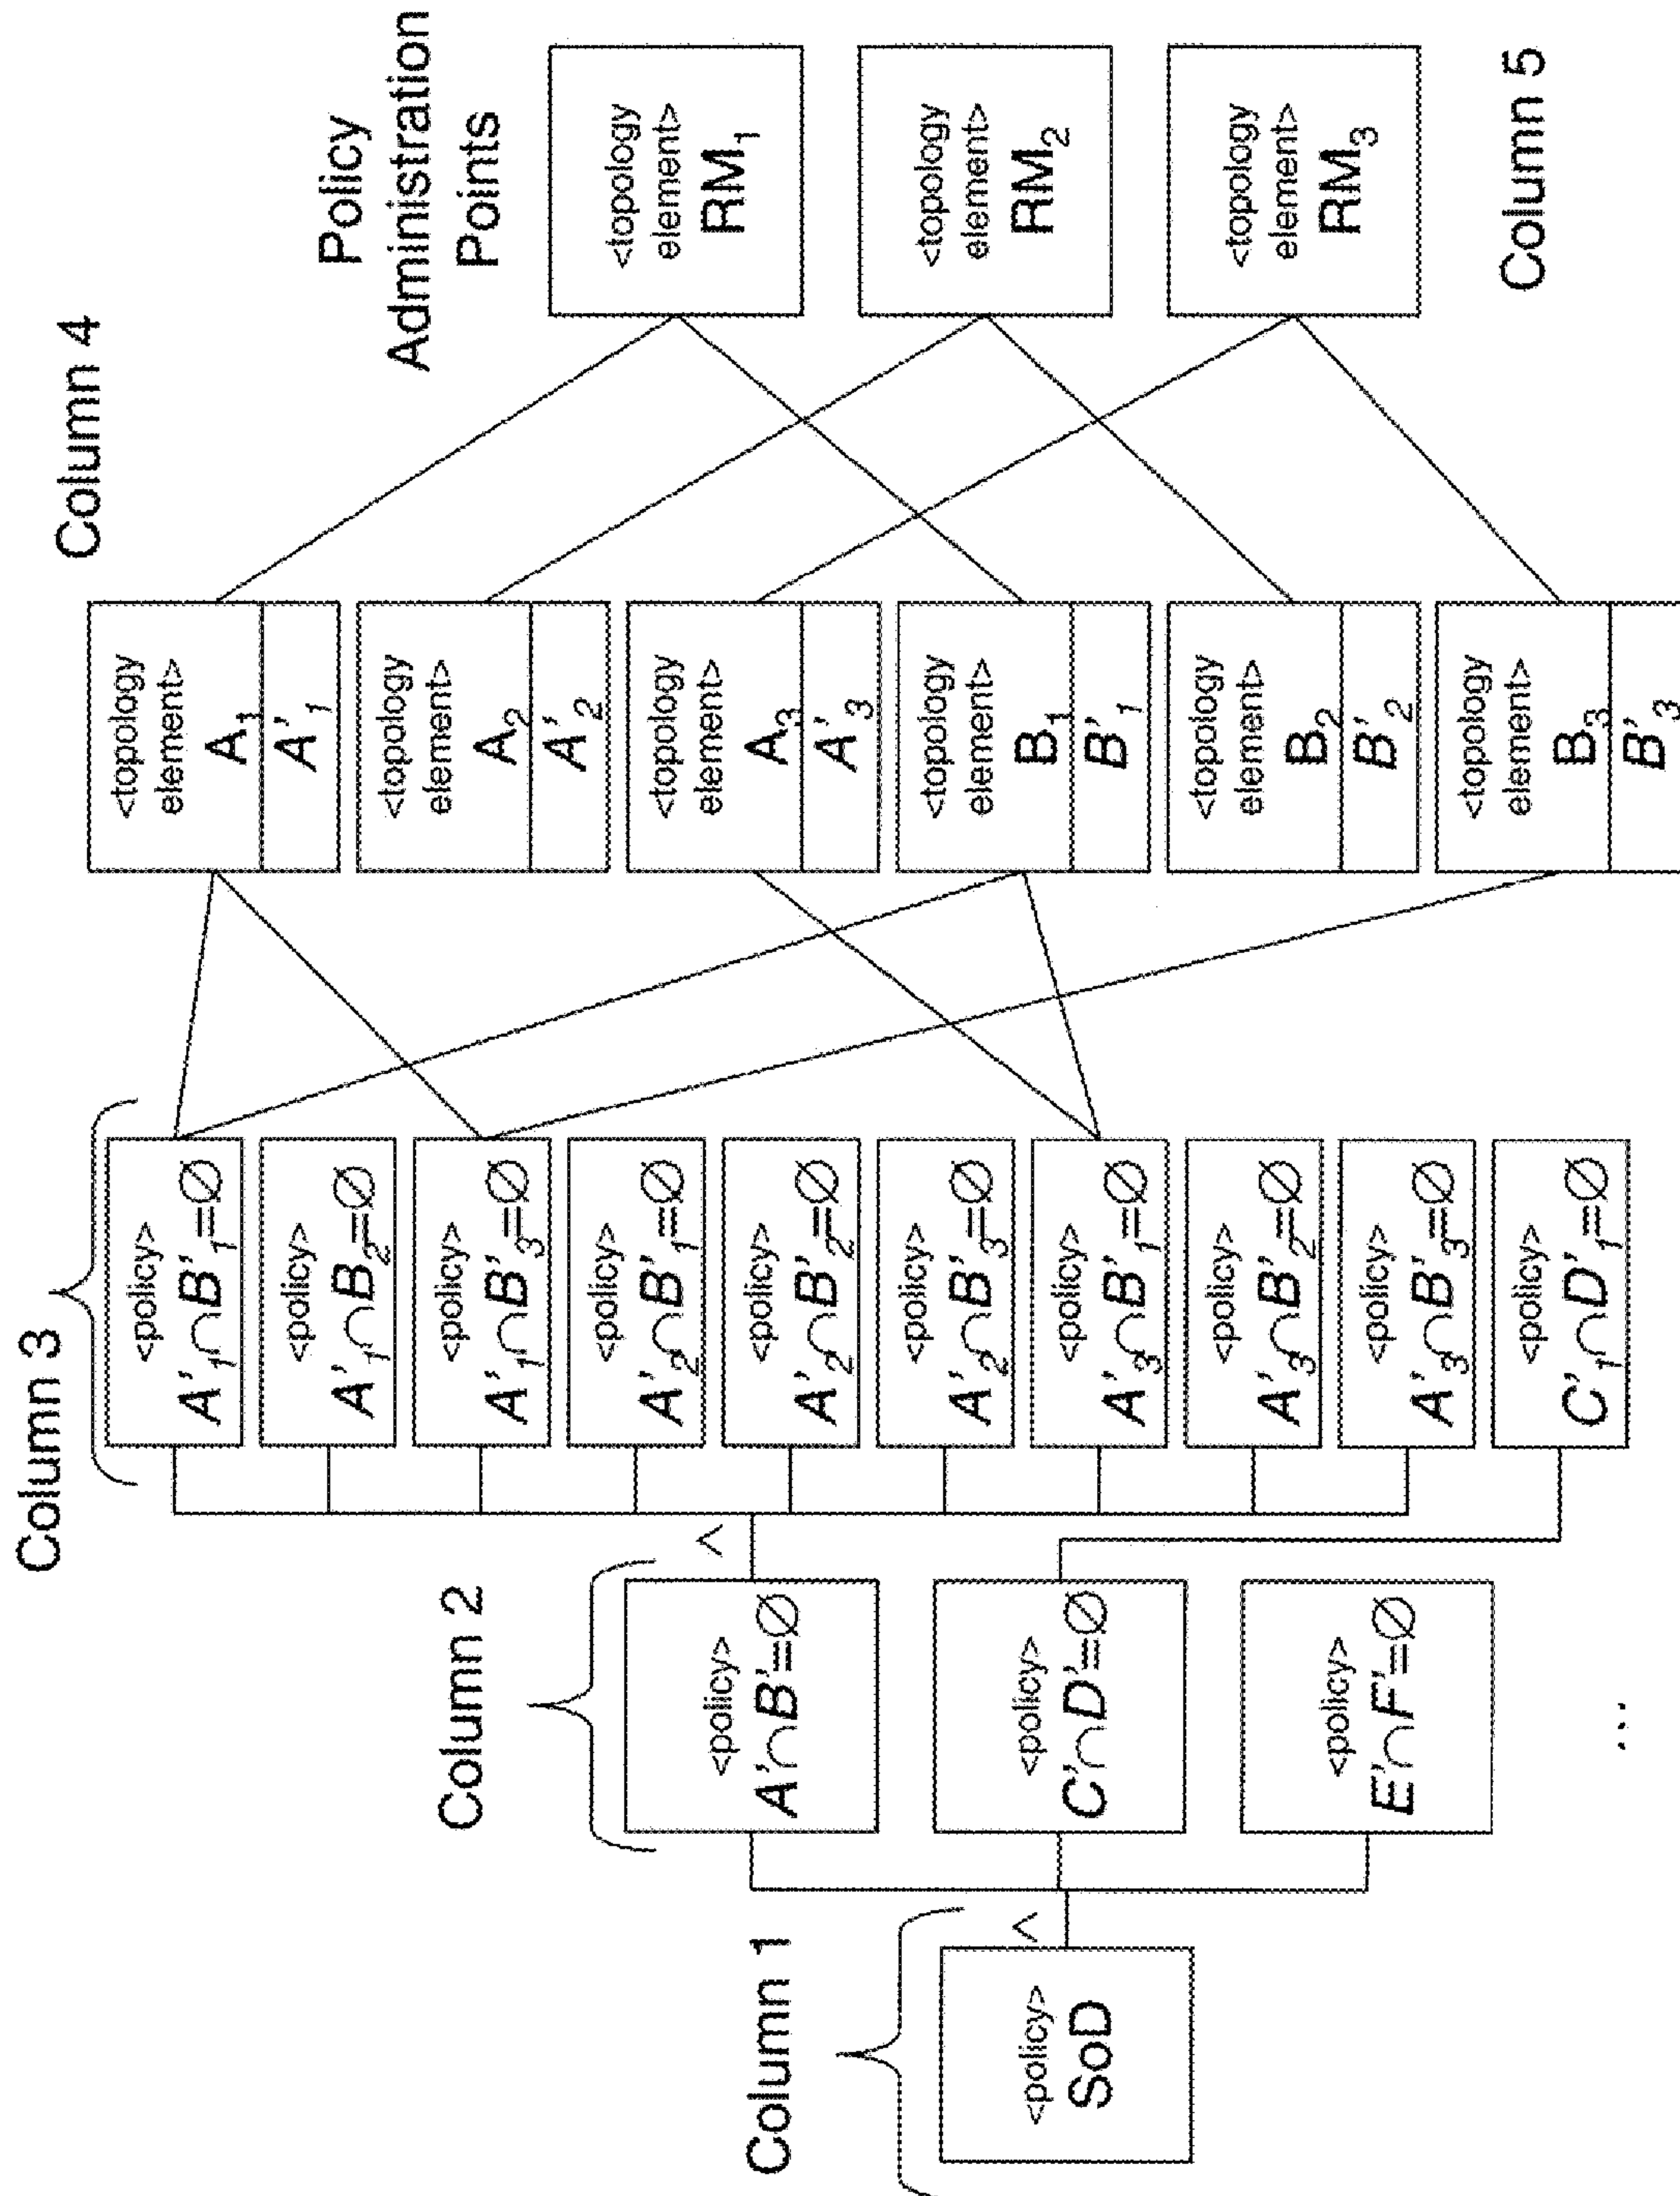 Column 1
<policy>
SoD
^
Column 2
<policy>
A'∩B'=∅
<policy>
C'∩D'=∅
<policy>
E'∩F'=∅
...
^
Column 3
<policy>
A'₁∩B'₁=∅
<policy>
A'₁∩B₂=∅
<policy>
A'₁∩B'₃=∅
<policy>
A'₂∩B'₁=∅
<policy>
A'₂∩B'₂=∅
<policy>
A'₂∩B'₃=∅
<policy>
A'₃∩B'₁=∅
<policy>
A'₃∩B'₂=∅
<policy>
A'₃∩B'₃=∅
<policy>
C'₁∩D'₁=∅
Column 4
<topology
element>
A₁
A'₁
<topology
element>
A₂
A'₂
<topology
element>
A₃
A'₃
<topology
element>
B₁
B'₁
<topology
element>
B₂
B'₂
<topology
element>
B₃
B'₃
Policy
Administration
Points
<topology
element>
RM₁
<topology
element>
RM₂
<topology
element>
RM₃
Column 5